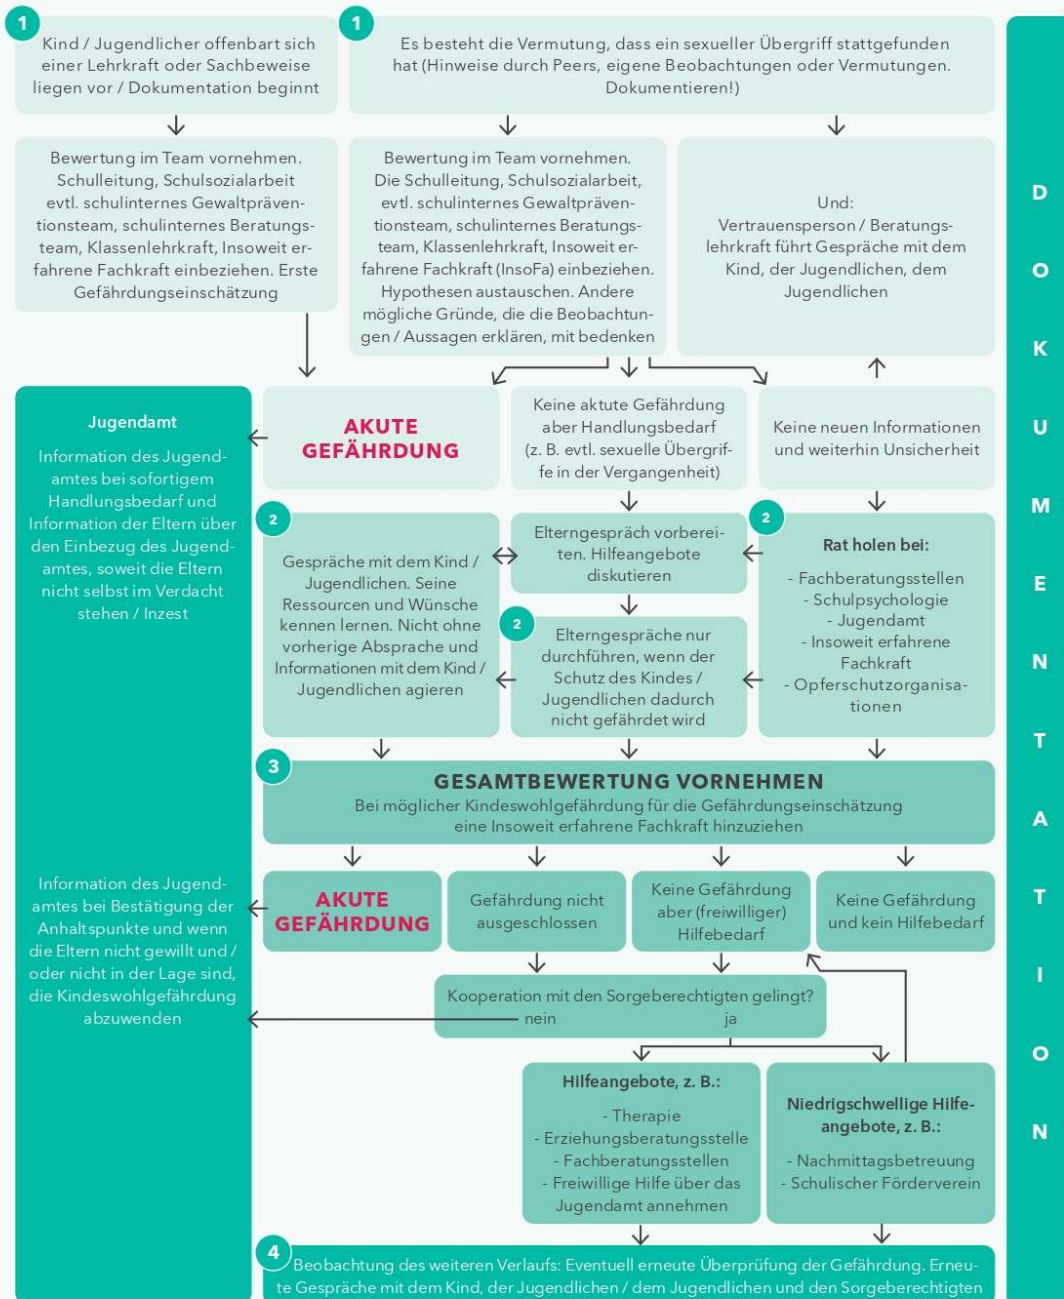 1
Kind / Jugendlicher offenbart sich
einer Lehrkraft oder Sachbeweise
liegen vor / Dokumentation beginnt
1
Es besteht die Vermutung, dass ein sexueller Übergriff stattgefunden
hat (Hinweise durch Peers, eigene Beobachtungen oder Vermutungen.
Dokumentieren!)
Bewertung im Team vornehmen.
Schulleitung, Schulsozialarbeit
evtl. schulinternes Gewaltpräven-
tionsteam, schulinternes Beratungs-
team, Klassenlehrkraft, Insoweit er-
fahrene Fachkraft einbeziehen. Erste
Gefährdungseinschätzung
Bewertung im Team vornehmen.
Die Schulleitung, Schulsozialarbeit,
evtl. schulinternes Gewaltpräven-
tionsteam, schulinternes Beratungs-
team, Klassenlehrkraft, Insoweit er-
fahrene Fachkraft (InsoFa) einbeziehen.
Hypothesen austauschen. Andere
mögliche Gründe, die die Beobachtun-
gen / Aussagen erklären, mit bedenken
Und:
Vertrauensperson / Beratungs-
lehrkraft führt Gespräche mit dem
Kind, der Jugendlichen, dem
Jugendlichen
Jugendamt
Information des Jugend-
amtes bei sofortigem
Handlungsbedarf und
Information der Eltern über
den Einbezug des Jugend-
amtes, soweit die Eltern
nicht selbst im Verdacht
stehen / Inzest
AKUTE
GEFÄHRDUNG
Keine aktute Gefährdung
aber Handlungsbedarf
(z. B. evtl. sexuelle Übergrif-
fe in der Vergangenheit)
Keine neuen Informationen
und weiterhin Unsicherheit
2
Gespräche mit dem Kind /
Jugendlichen. Seine
Ressourcen und Wünsche
kennen lernen. Nicht ohne
vorherige Absprache und
Informationen mit dem Kind /
Jugendlichen agieren
Elterngespräch vorberei-
ten. Hilfeangebote
diskutieren
2
Elterngespräche nur
durchführen, wenn der
Schutz des Kindes /
Jugendlichen dadurch
nicht gefährdet wird
2
Rat holen bei:
- Fachberatungsstellen
- Schulpsychologie
- Jugendamt
- Insoweit erfahrene
Fachkraft
- Opferschutzorganisa-
tionen
3
GESAMTBEWERTUNG VORNEHMEN
Bei möglicher Kindeswohlgefährdung für die Gefährdungseinschätzung
eine Insoweit erfahrene Fachkraft hinzuziehen
Information des Jugend-
amtes bei Bestätigung der
Anhaltspunkte und wenn
die Eltern nicht gewillt und /
oder nicht in der Lage sind,
die Kindeswohlgefährdung
abzuwenden
AKUTE
GEFÄHRDUNG
Gefährdung nicht
ausgeschlossen
Keine Gefährdung
aber (freiwilliger)
Hilfebedarf
Keine Gefährdung
und kein Hilfebedarf
Kooperation mit den Sorgeberechtigten gelingt?
nein ja
Hilfeangebote, z. B.:
- Therapie
- Erziehungsberatungsstelle
- Fachberatungsstellen
- Freiwillige Hilfe über das
Jugendamt annehmen
Niedrigschwellige Hilfe-
angebote, z. B.:
- Nachmittagsbetreuung
- Schulischer Förderverein
4
Beobachtung des weiteren Verlaufs: Eventuell erneute Überprüfung der Gefährdung. Erneu-
te Gespräche mit dem Kind, der Jugendlichen / dem Jugendlichen und den Sorgeberechtigten
DOKUMENTATION